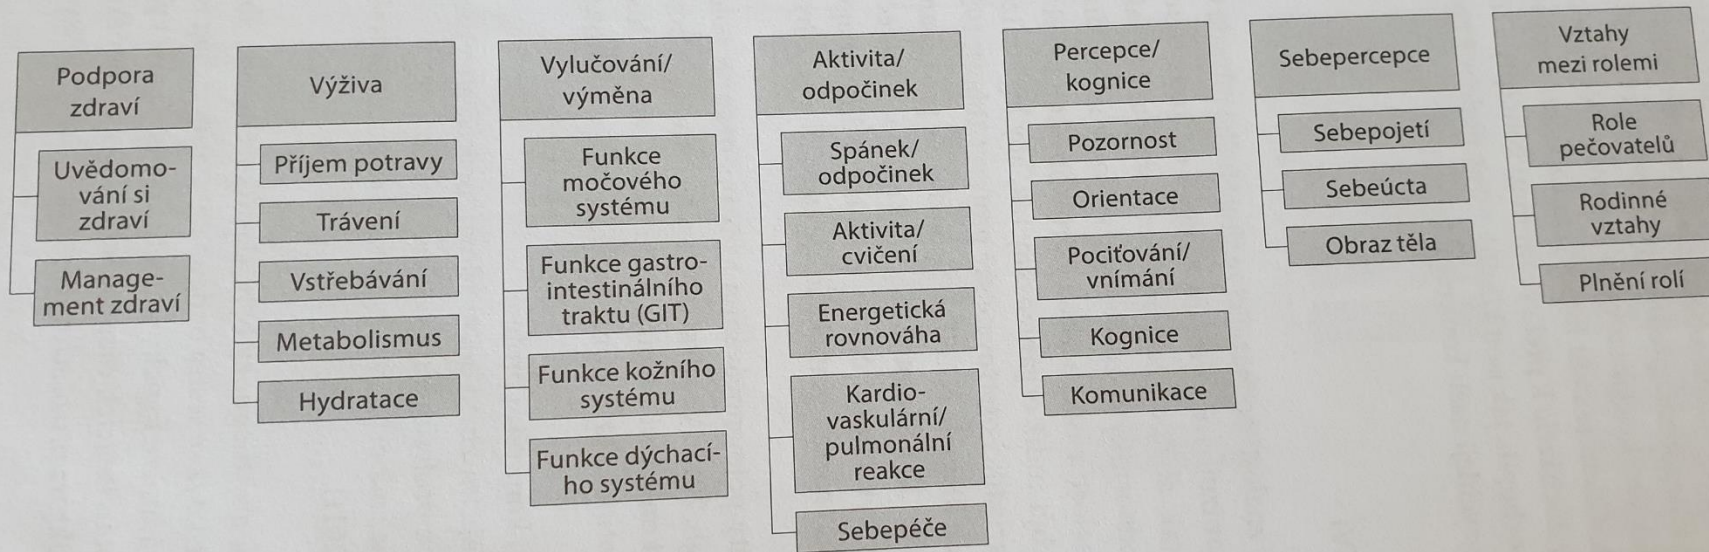 Podpora
zdraví
Uvědomo-
vání si
zdraví
Manage-
ment zdraví
Výživa
Příjem potravy
Trávení
Vstřebávání
Metabolismus
Hydratace
Vylučování/
výměna
Funkce
močového
systému
Funkce gastro-
intestinálního
traktu (GIT)
Funkce kožního
systému
Funkce dýchací-
ho systému
Aktivita/
odpočinek
Spánek/
odpočinek
Aktivita/
cvičení
Energetická
rovnováha
Kardio-
vaskulární/
pulmonální
reakce
Sebepéče
Percepce/
kognice
Pozornost
Orientace
Pociťování/
vnímání
Kognice
Komunikace
Sebepercepce
Sebepojetí
Sebeúcta
Obraz těla
Vztahy
mezi rolemi
Role
pečovatelů
Rodinné
vztahy
Plnění rolí